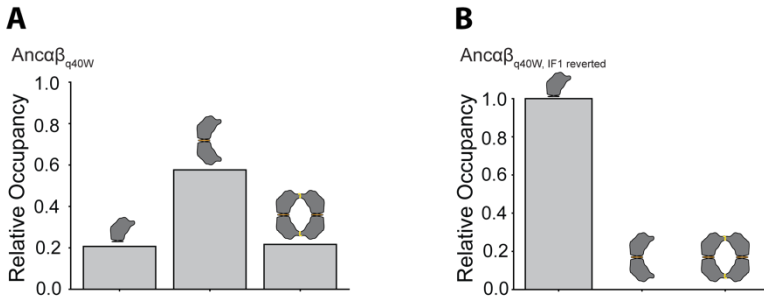 A
Ancαβq40W
Relative Occupancy
1.0
0.8
0.6
0.4
0.2
0.0
B
Ancαβq40W, IF1 reverted
Relative Occupancy
1.0
0.8
0.6
0.4
0.2
0.0